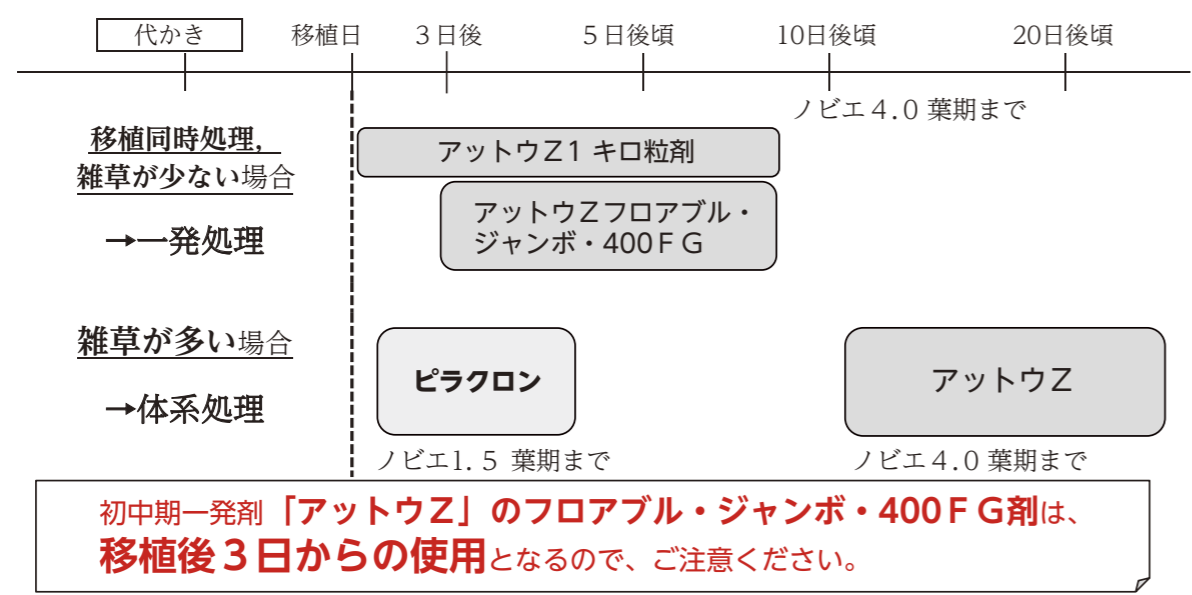 代かき 移植日 3日後 5日後頃 10日後頃 20日後頃
ノビエ4.0 葉期まで
移植同時処理,
雑草が少ない場合
→一発処理
アットウZ1 キロ粒剤
アットウZフロアブル・
ジャンボ・400FG
雑草が多い場合
→体系処理
ピラクロン
アットウZ
ノビエ1.5 葉期まで
ノビエ4.0 葉期まで
初中期一発剤「アットウZ」のフロアブル・ジャンボ・400FG剤は、
移植後3日からの使用となるので、ご注意ください。